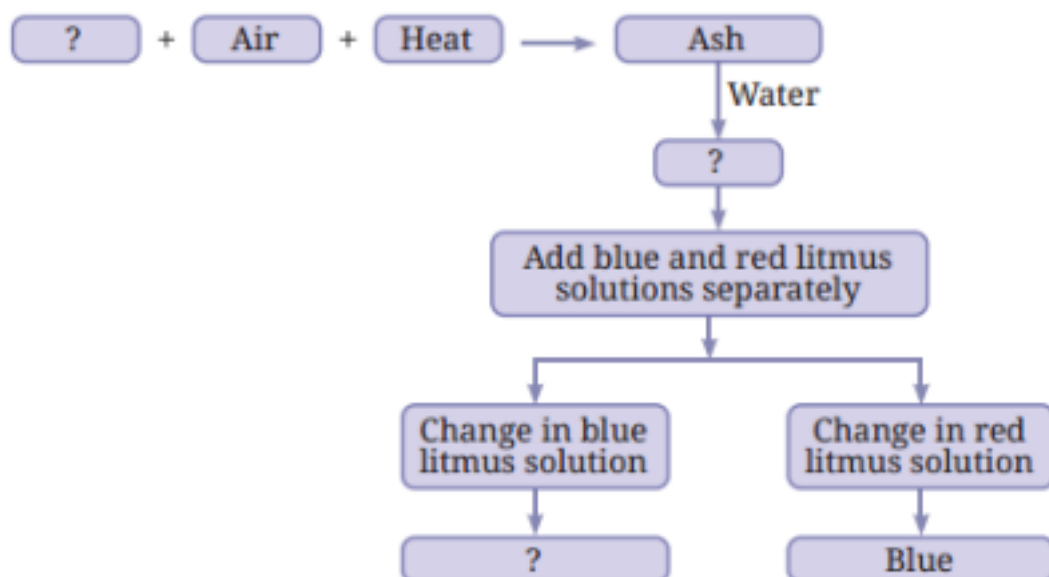 ? + Air + Heat Ash
Water
?
Add blue and red litmus
solutions separately
Change in blue
litmus solution
Change in red
litmus solution
?
Blue